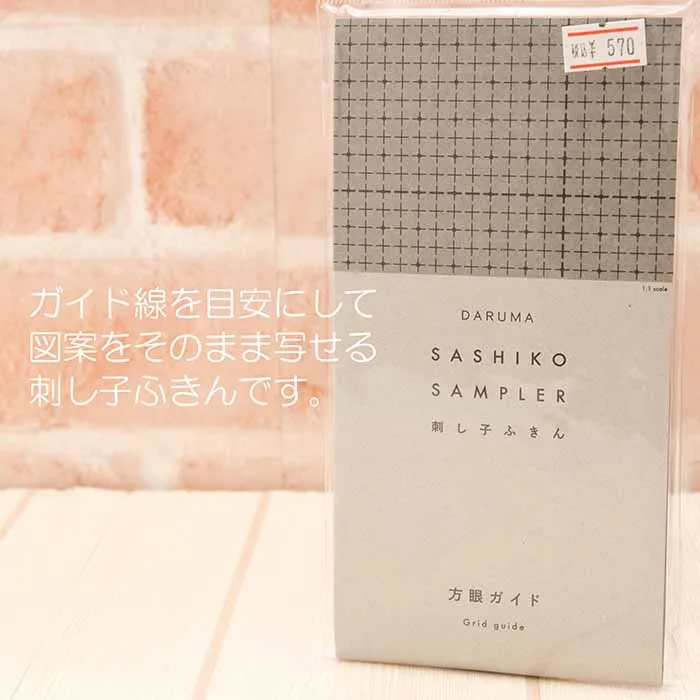 税込¥ 570
1:1 scale
ガイド線を目安にして
図案をそのまま写せる
刺し子ふきんです。
DARUMA
SASHIKO
SAMPLER
刺し子ふきん
方眼ガイド
Grid guide